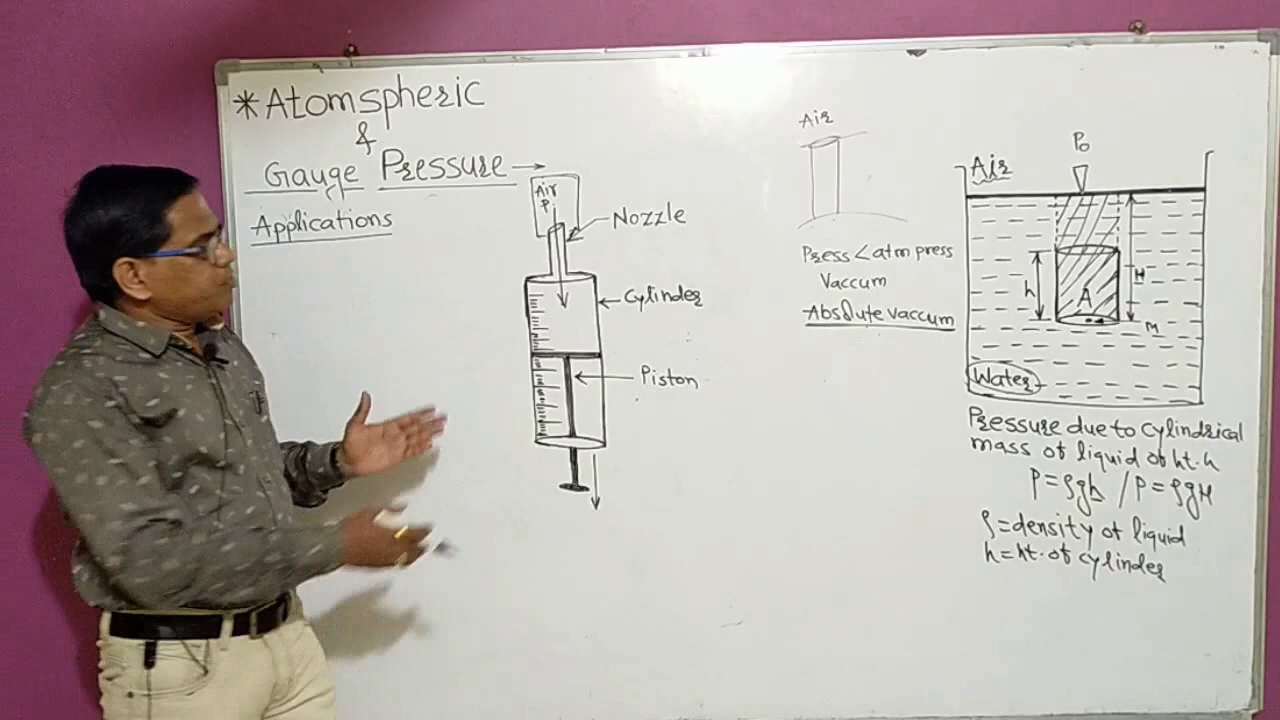 *Atomspheric
&
Gauge Pressure →
Applications
Air
P.
Nozzle
Cylinder
Piston
Air
Press < atm press
Vaccum
Absolute vaccum
P₀
Air
h
A
H
M
Water
Pressure due to cylindrical
mass of liquid of ht. h
P = ρgh / P = ρgH
ρ = density of liquid
h = ht. of cylinder